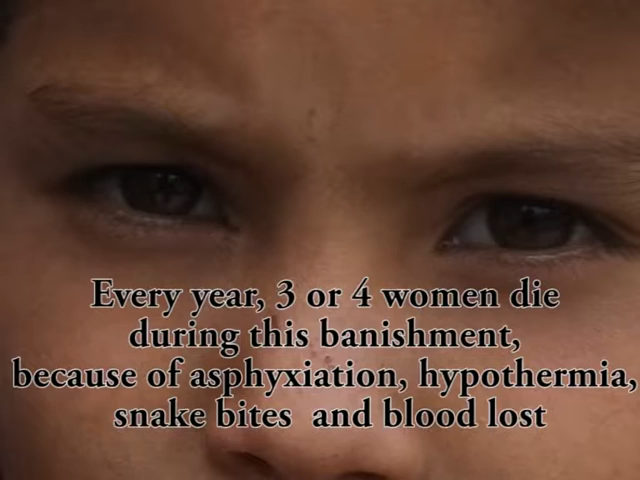 Every year, 3 or 4 women die
during this banishment,
because of asphyxiation, hypothermia,
snake bites  and blood lost